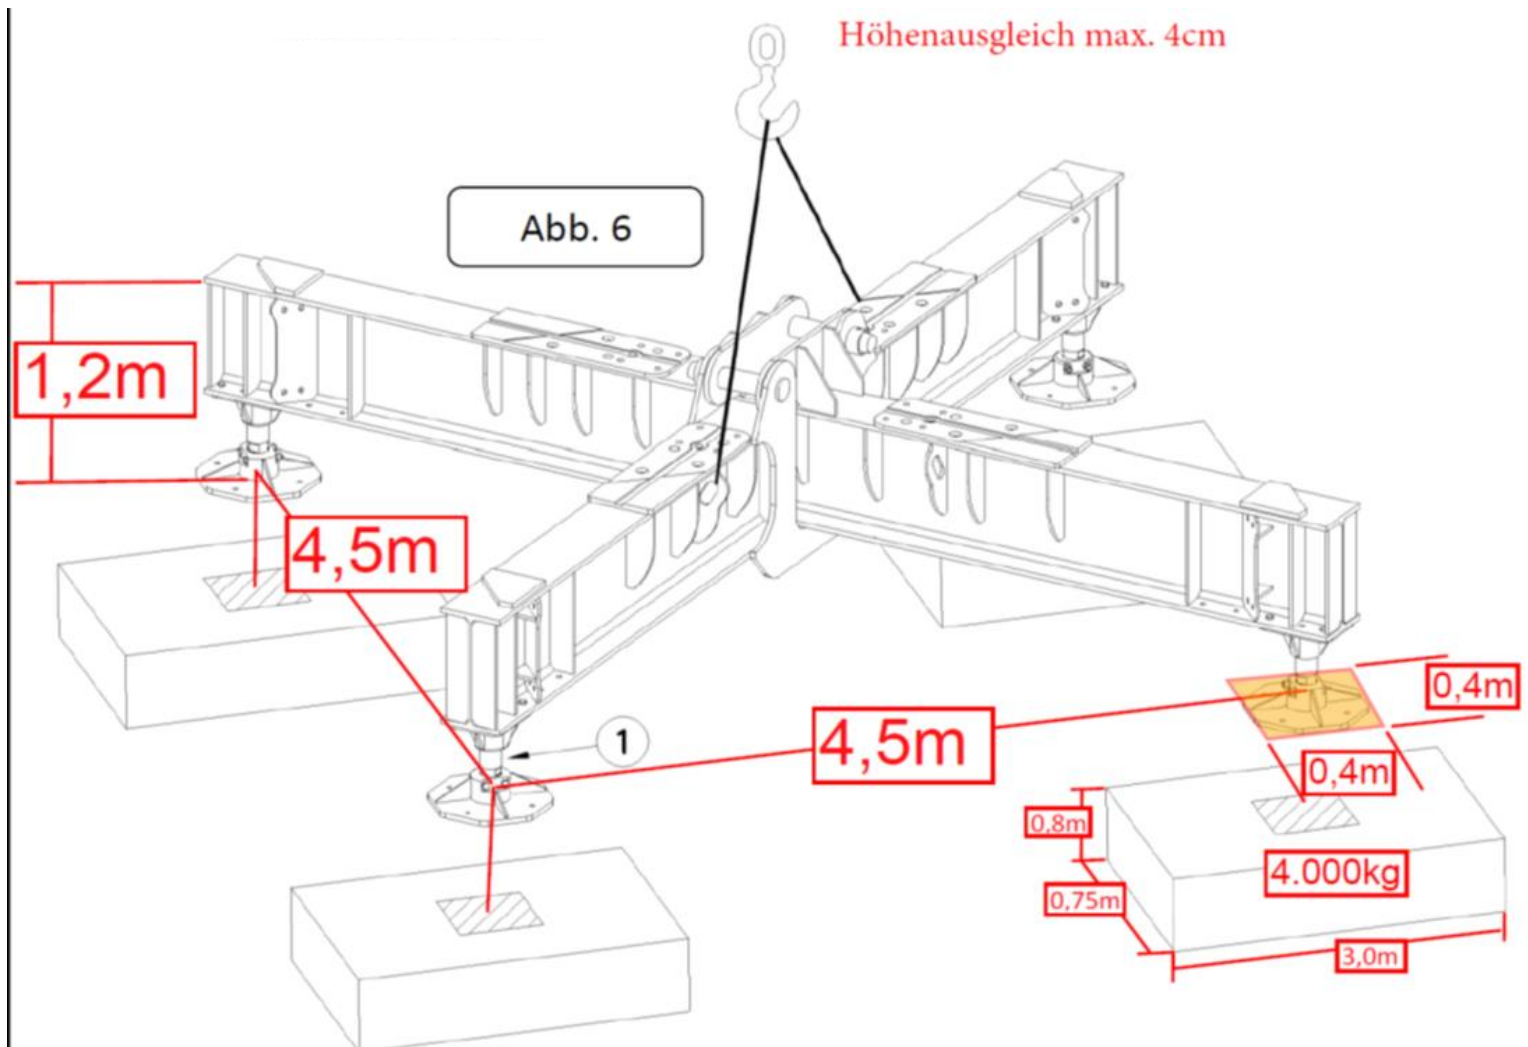 Höhenausgleich max. 4cm
Abb. 6
1,2m
4,5m
1
4,5m
0,4m
0,4m
0,8m
4.000kg
0,75m
3,0m